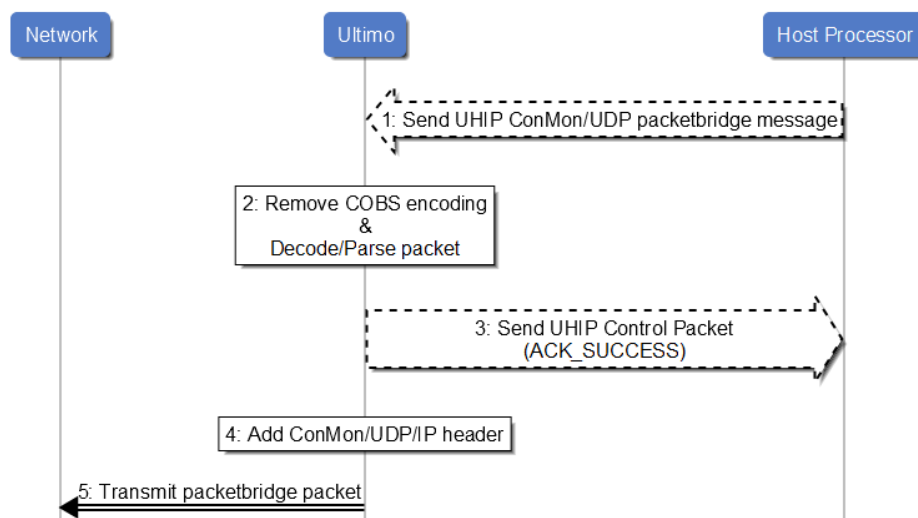 Network
Ultimo
Host Processor
1: Send UHIP ConMon/UDP packetbridge message
2: Remove COBS encoding
&
Decode/Parse packet
3: Send UHIP Control Packet
(ACK_SUCCESS)
4: Add ConMon/UDP/IP header
5: Transmit packetbridge packet